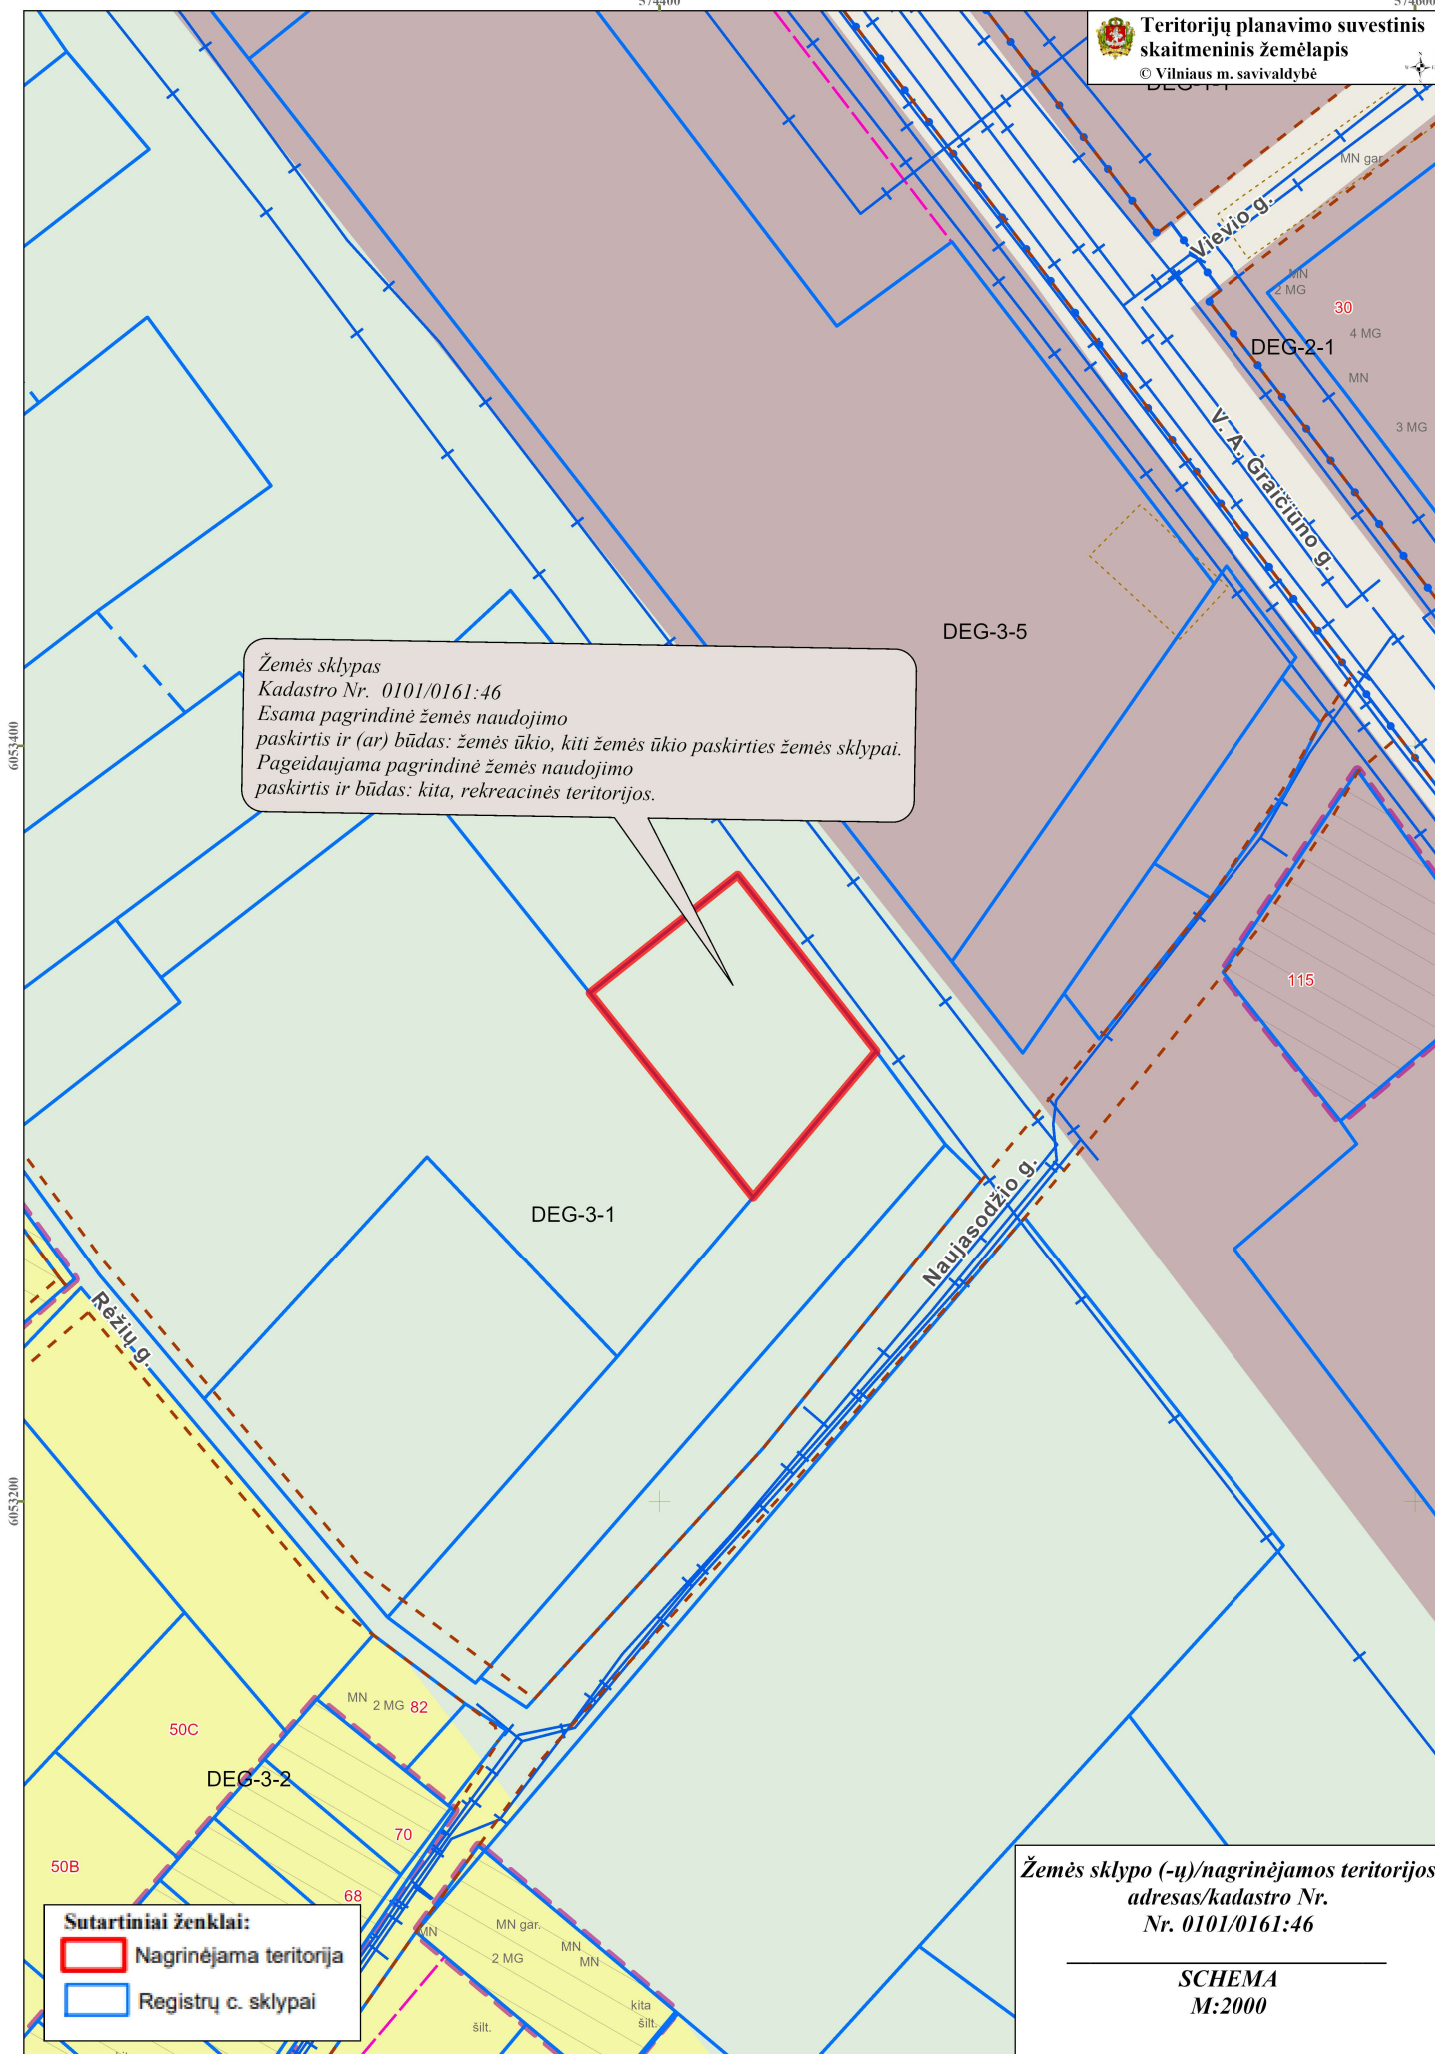 574400
574600
Teritorijų planavimo suvestinis
skaitmeninis žemėlapis
© Vilniaus m. savivaldybė
DEG-1-1
MN gar.
Vievio g.
MN
2 MG
30
4 MG
DEG-2-1
MN
3 MG
V. A. Graičiūno g.
DEG-3-5
Žemės sklypas
Kadastro Nr. 0101/0161:46
Esama pagrindinė žemės naudojimo
paskirtis ir (ar) būdas: žemės ūkio, kiti žemės ūkio paskirties žemės sklypai.
Pageidaujama pagrindinė žemės naudojimo
paskirtis ir būdas: kita, rekreacinės teritorijos.
6053400
115
Naujasodžio g.
DEG-3-1
Rėžių g.
6053200
MN
2 MG
82
50C
DEG-3-2
70
50B
68
MN
MN gar.
2 MG
MN
MN
kita
šilt.
šilt.
Sutartiniai ženklai:
Nagrinėjama teritorija
Registrų c. sklypai
Žemės sklypo (-ų)/nagrinėjamos teritorijos
adresas/kadastro Nr.
Nr. 0101/0161:46
SCHEMA
M:2000